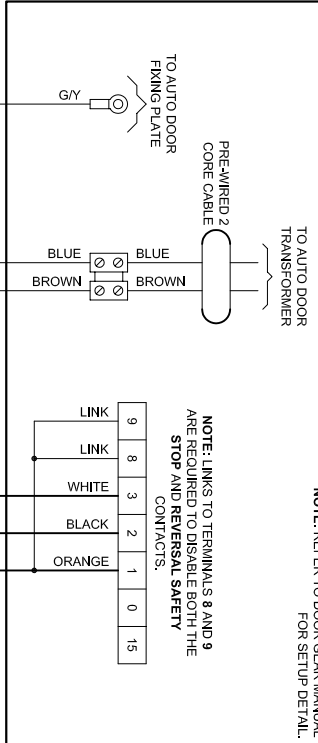 TO AUTO DOOR
FIXING PLATE
G/Y
TO AUTO DOOR
TRANSFORMER
PRE-WIRED 2
CORE CABLE
BLUE
BLUE
BROWN
BROWN
NOTE: REFER TO DOOR GEAR MANUAL
FOR SETUP DETAIL.
NOTE: LINKS TO TERMINALS 8 AND 9
ARE REQUIRED TO DISABLE BOTH THE
STOP AND REVERSAL SAFETY
CONTACTS.
LINK
9
LINK
8
WHITE
3
BLACK
2
ORANGE
1
0
15